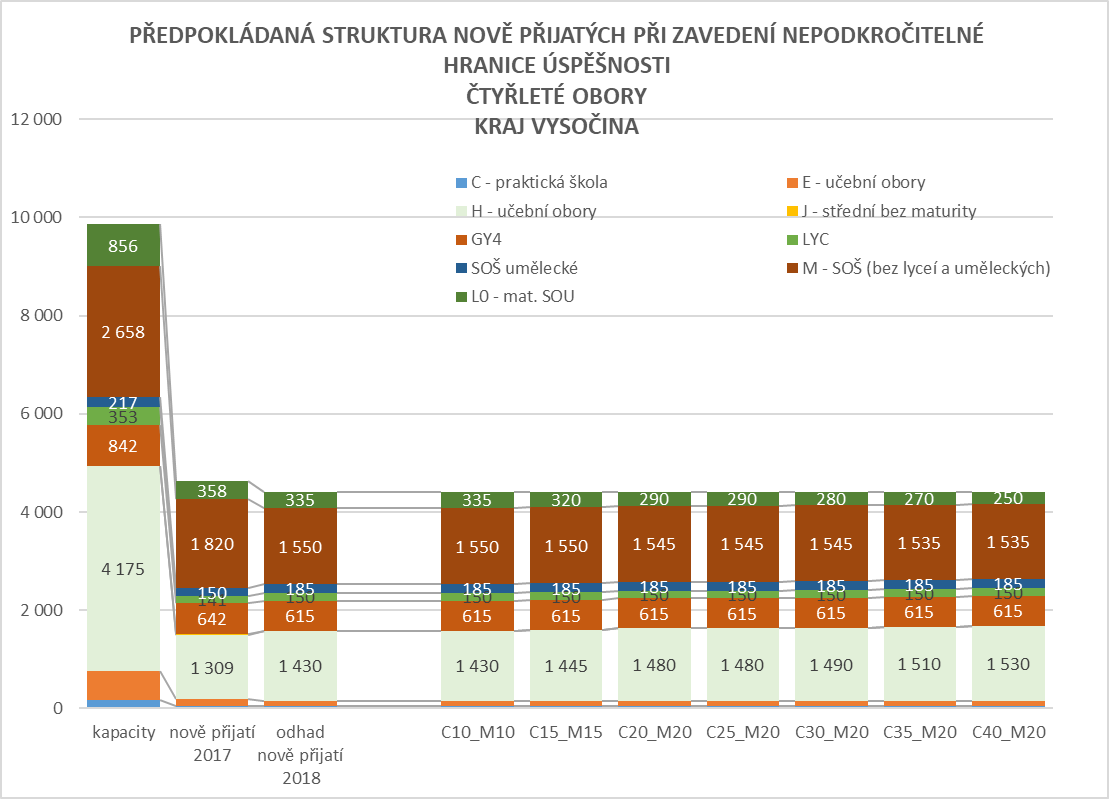 PŘEDPOKLÁDANÁ STRUKTURA NOVĚ PŘIJATÝCH PŘI ZAVEDENÍ NEPODKROČITELNÉ
HRANICE ÚSPĚŠNOSTI
ČTYŘLETÉ OBORY
KRAJ VYSOČINA
12 000
10 000
8 000
6 000
4 000
2 000
0
C - praktická škola
E - učební obory
H - učební obory
J - střední bez maturity
GY4
LYC
SOŠ umělecké
M - SOŠ (bez lyceí a uměleckých)
L0 - mat. SOU
856
2 658
217
353
842
4 175
358
1 820
150
141
642
1 309
335
1 550
185
150
615
1 430
335
1 550
185
150
615
1 430
320
1 550
185
150
615
1 445
290
1 545
185
150
615
1 480
290
1 545
185
150
615
1 480
280
1 545
185
150
615
1 490
270
1 535
185
150
615
1 510
250
1 535
185
150
615
1 530
kapacity
nově přijatí
2017
odhad
nově přijatí
2018
C10_M10
C15_M15
C20_M20
C25_M20
C30_M20
C35_M20
C40_M20